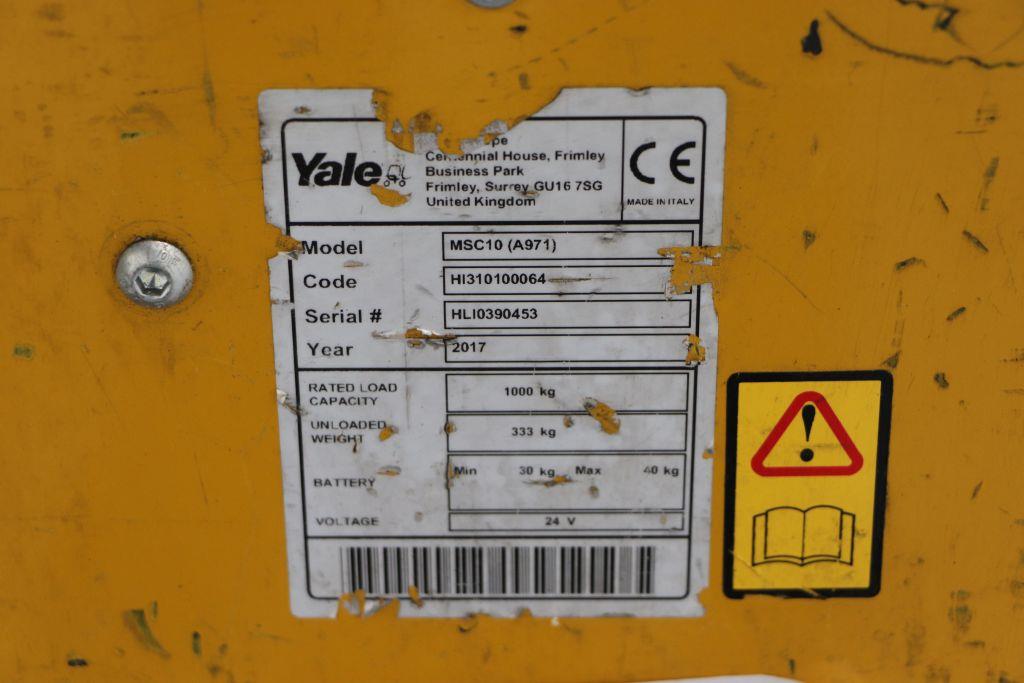 Yale
pe
Centennial House, Frimley
Business Park
Frimley, Surrey GU16 7SG
United Kingdom
CE
MADE IN ITALY
Model MSC10 (A971)
Code HI310100064
Serial # HLI0390453
Year 2017
RATED LOAD CAPACITY 1000 kg
UNLOADED WEIGHT 333 kg
BATTERY Min 30 kg Max 40 kg
VOLTAGE 24 V